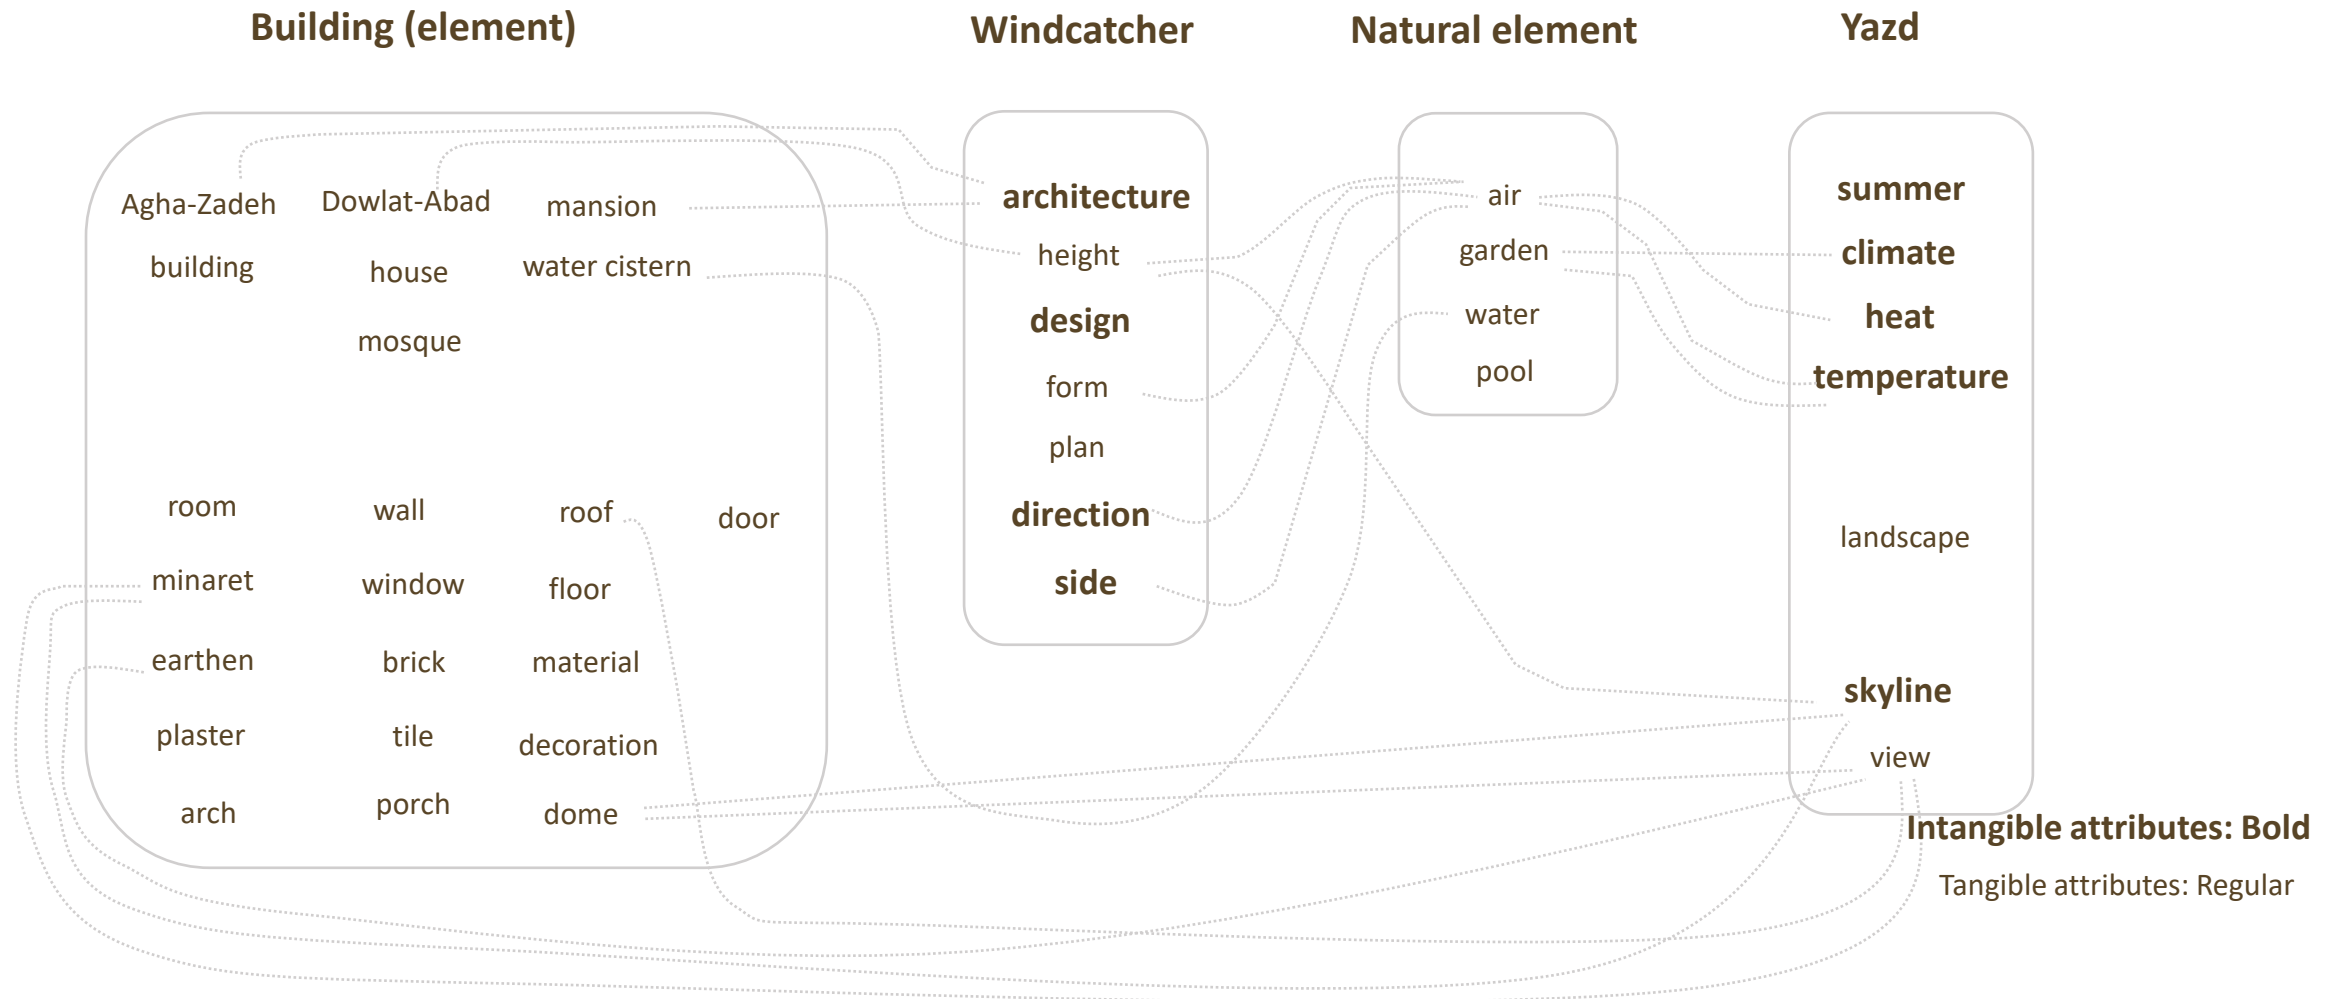 Building (element)
Windcatcher
Natural element
Yazd
Agha-Zadeh
Dowlat-Abad
mansion
building
house
water cistern
mosque
room
wall
roof
door
minaret
window
floor
earthen
brick
material
plaster
tile
decoration
arch
porch
dome
architecture
height
design
form
plan
direction
side
air
garden
water
pool
summer
climate
heat
temperature
landscape
skyline
view
Intangible attributes: Bold
Tangible attributes: Regular